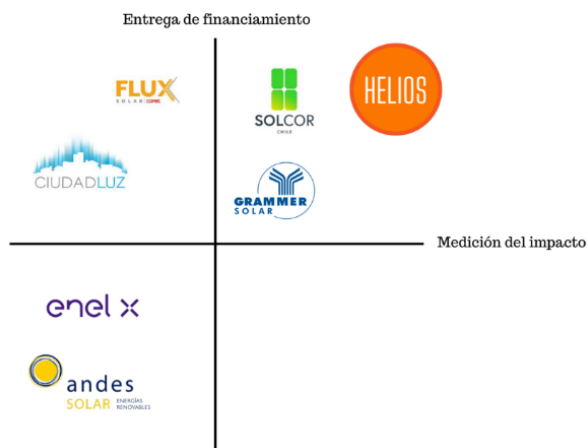 Entrega de financiamiento
FLUX
SOLAR COPEC
SOLCOR
CHILE
HELIOS
CIUDADLUZ
GRAMMER
SOLAR
Medición del impacto
enel x
andes
SOLAR ENERGÍAS
RENOVABLES